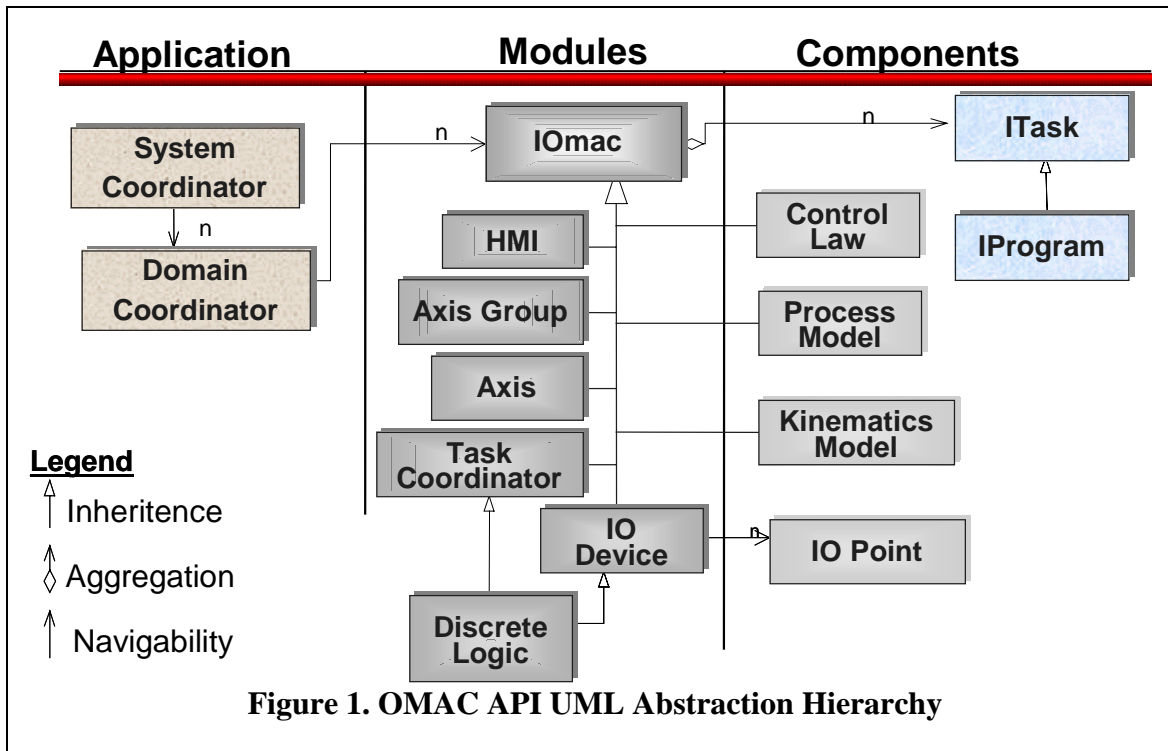 Application
Modules
Components
System
Coordinator
n
Domain
Coordinator
n
IOmac
n
ITask
IProgram
HMI
Axis Group
Axis
Task
Coordinator
IO
Device
Discrete
Logic
Control
Law
Process
Model
Kinematics
Model
n
IO Point
Legend
Inheritence
Aggregation
Navigability
Figure 1. OMAC API UML Abstraction Hierarchy